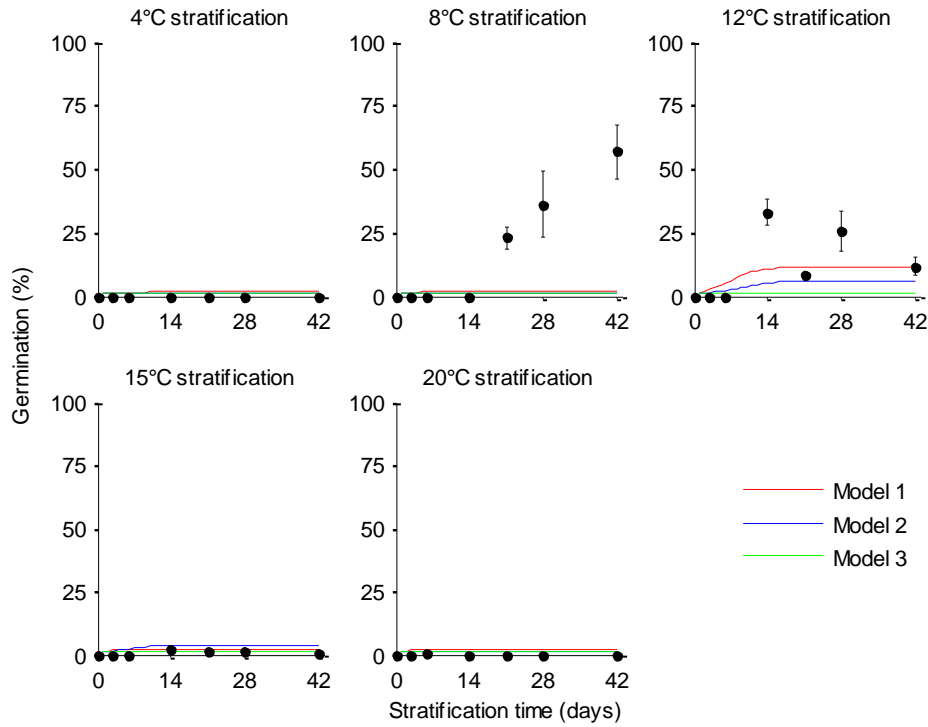 4°C stratification
8°C stratification
12°C stratification
100
75
50
25
0
0 14 28 42
100
75
50
25
0
0 14 28 42
100
75
50
25
0
0 14 28 42
Germination (%)
15°C stratification
20°C stratification
100
75
50
25
0
0 14 28 42
100
75
50
25
0
0 14 28 42
Model 1
Model 2
Model 3
Stratification time (days)